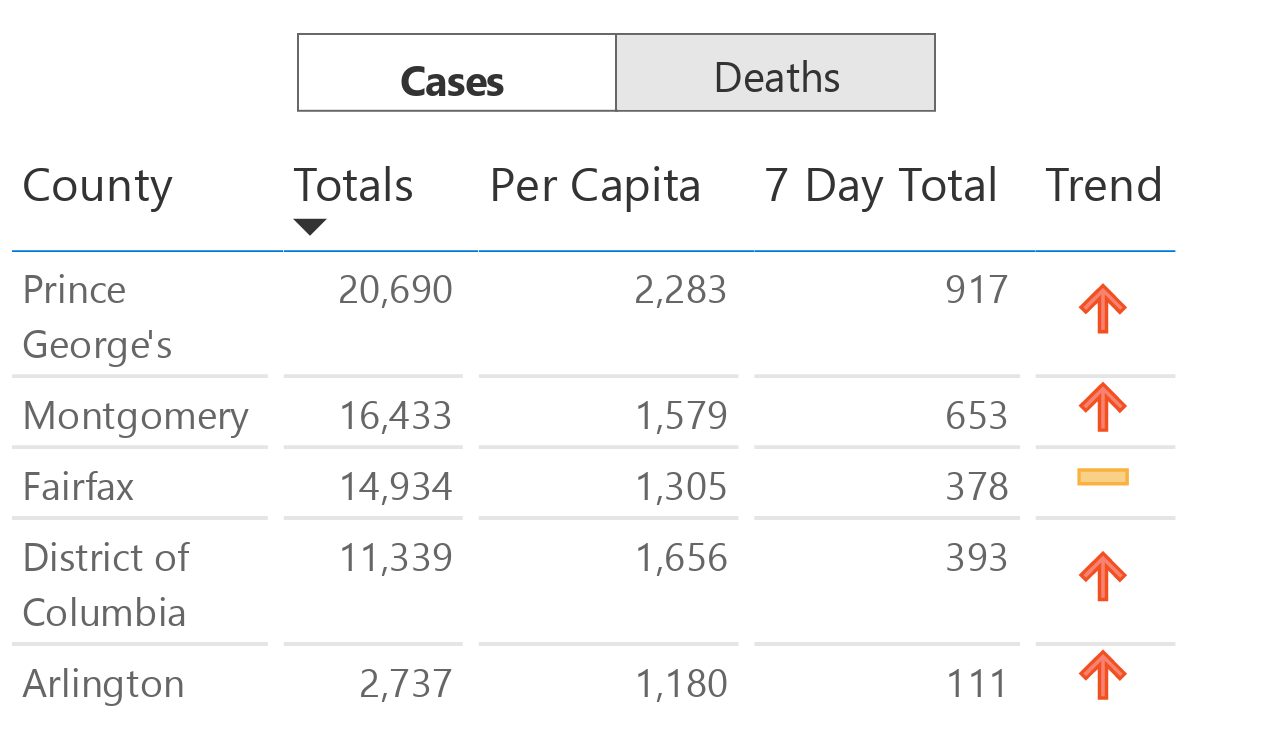 Cases Deaths
County Totals Per Capita 7 Day Total Trend
Prince 20,690 2,283 917
George's
Montgomery 16,433 1,579 653
Fairfax 14,934 1,305 378
District of 11,339 1,656 393
Columbia
Arlington 2,737 1,180 111